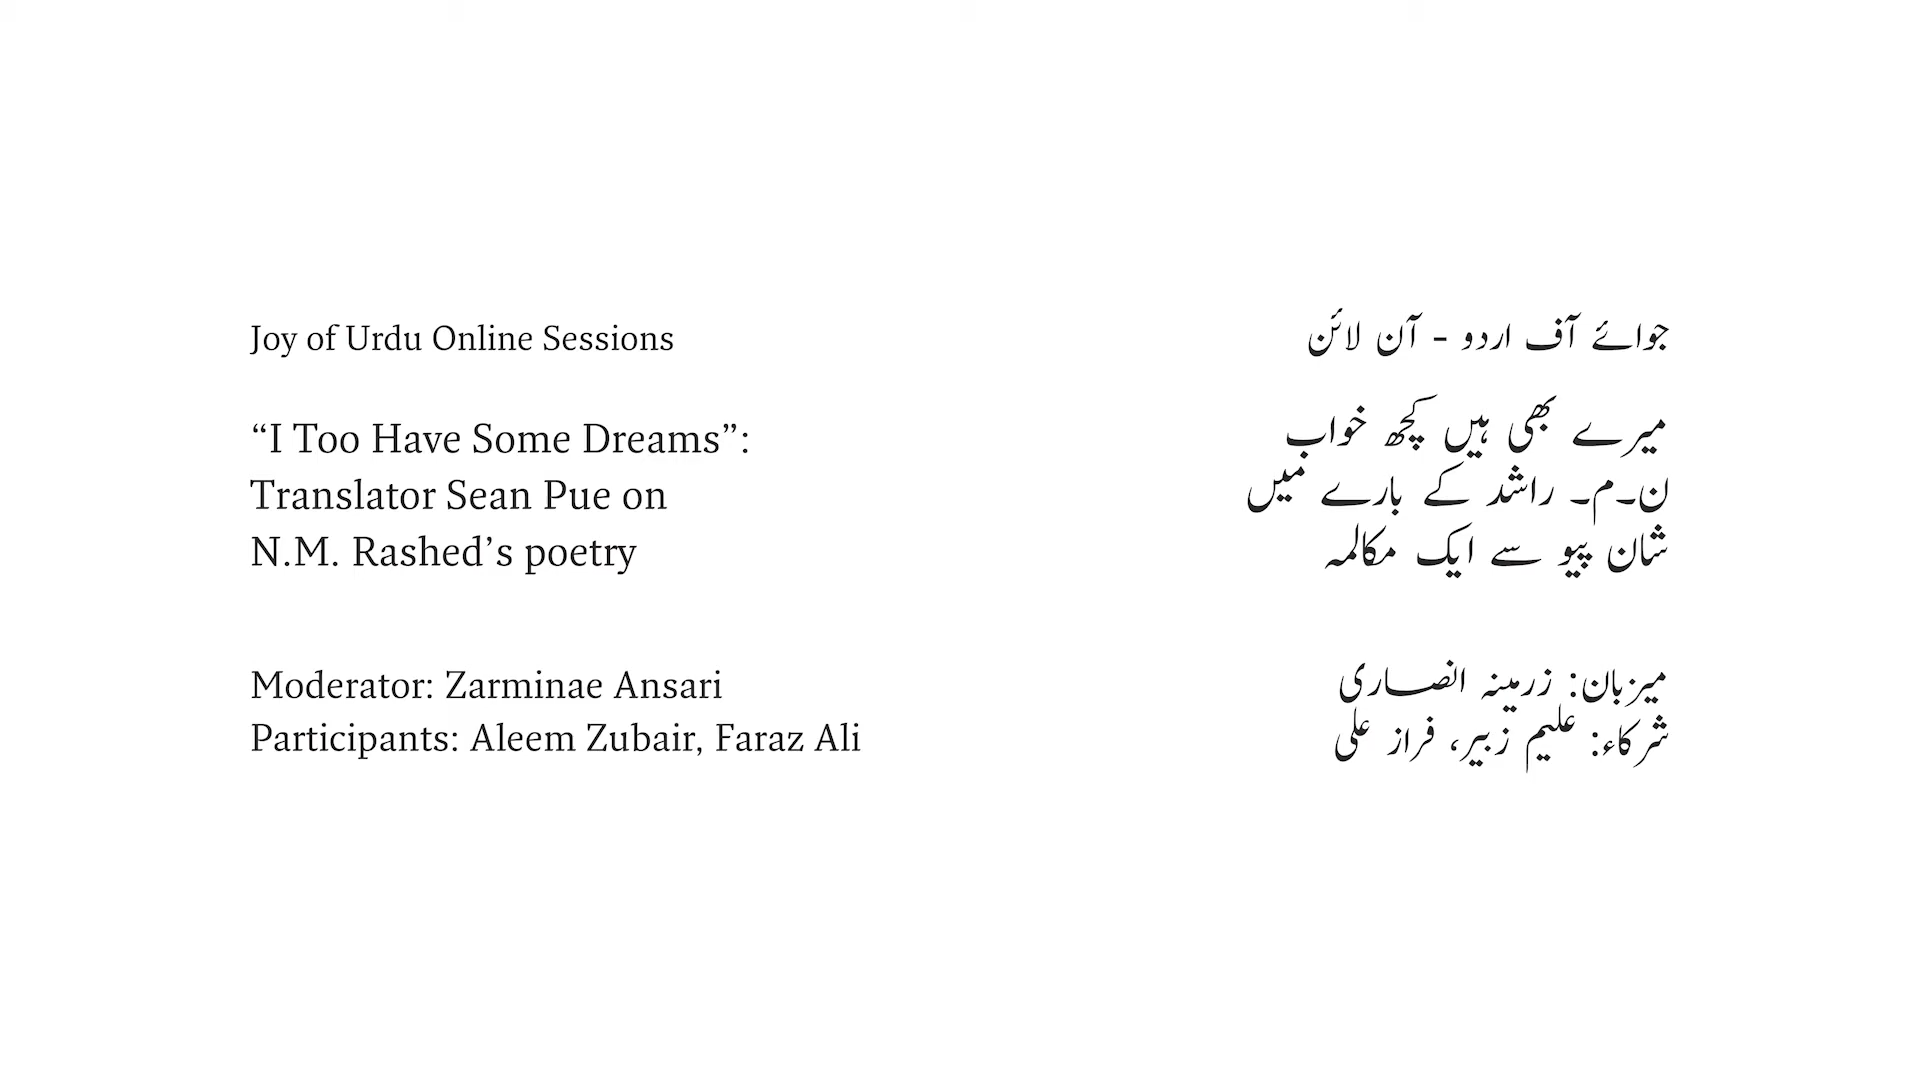 Joy of Urdu Online Sessions
“I Too Have Some Dreams”:
Translator Sean Pue on
N.M. Rashed’s poetry
Moderator: Zarminae Ansari
Participants: Aleem Zubair, Faraz Ali
جوائے آف اردو - آن لائن
میرے بھی ہیں کچھ خواب
ن۔م۔ راشد کے بارے میں
شان پیو سے ایک مکالمہ
میزبان: زرمینہ انصاری
شرکاء: علیم زبیر، فراز علی